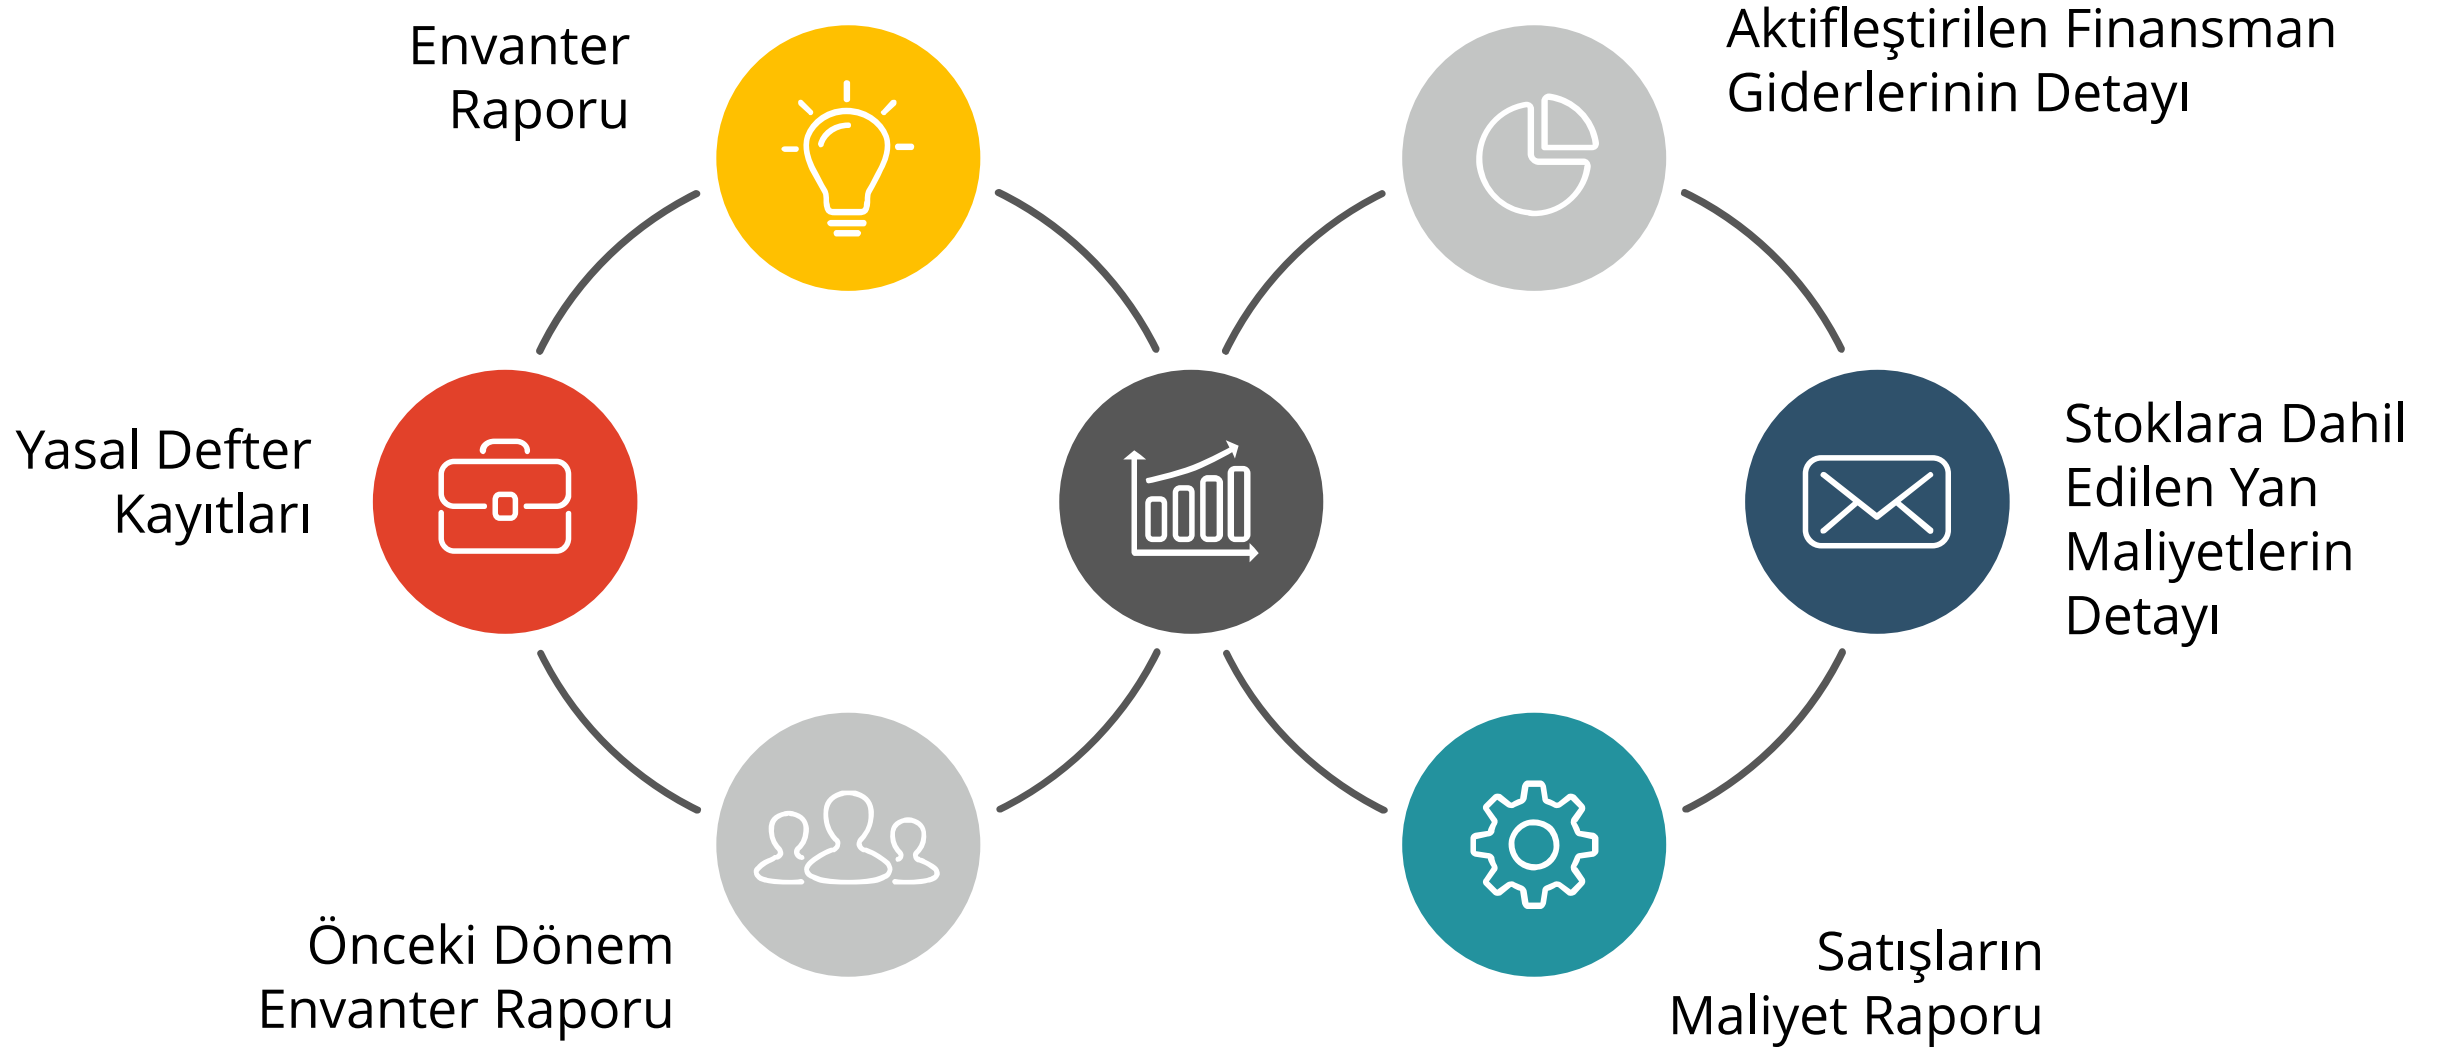 Envanter
Raporu
Aktifleştirilen Finansman
Giderlerinin Detayı
Yasal Defter
Kayıtları
Stoklara Dahil
Edilen Yan
Maliyetlerin
Detayı
Önceki Dönem
Envanter Raporu
Satışların
Maliyet Raporu